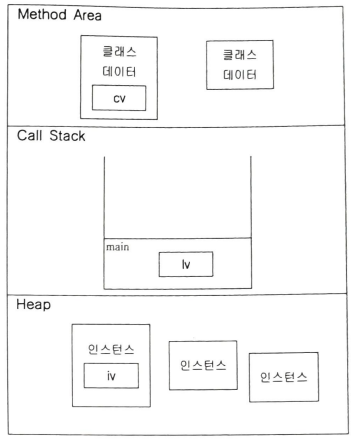 Method Area
클래스
데이터
cv
클래스
데이터
Call Stack
main
lv
Heap
인스턴스
iv
인스턴스
인스턴스